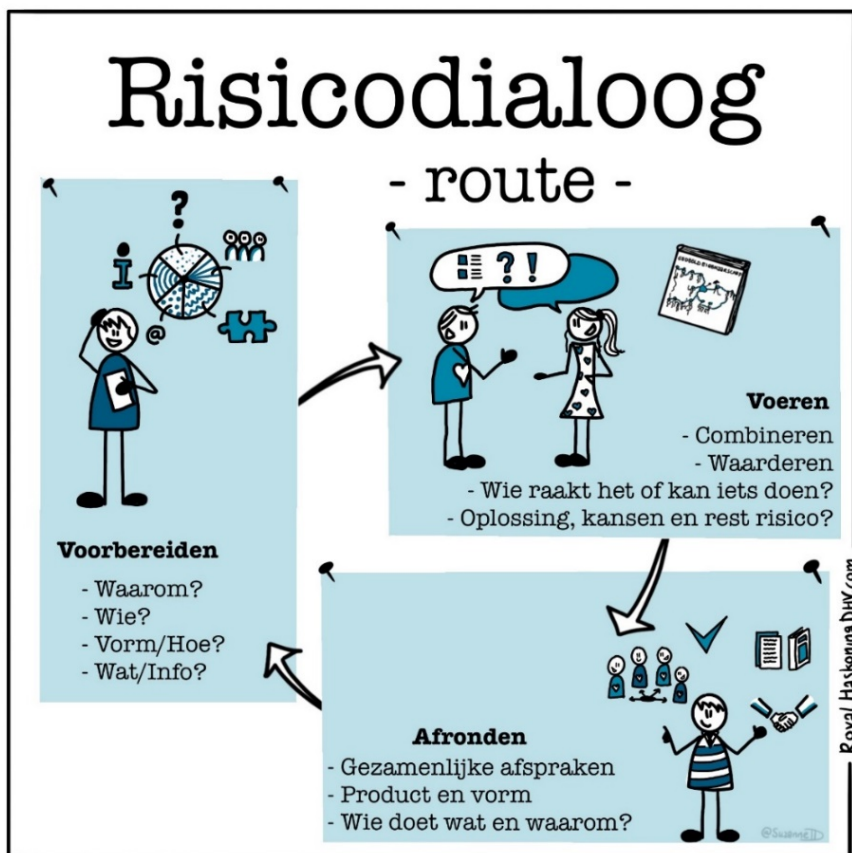 Risicodialoog
- route -
?
i
@
Voorbereiden
- Waarom?
- Wie?
- Vorm/Hoe?
- Wat/Info?
? !
Voeren
- Combineren
- Waarderen
- Wie raakt het of kan iets doen?
- Oplossing, kansen en rest risico?
Afronden
- Gezamenlijke afspraken
- Product en vorm
- Wie doet wat en waarom?
Royal HaskoningDHV.com